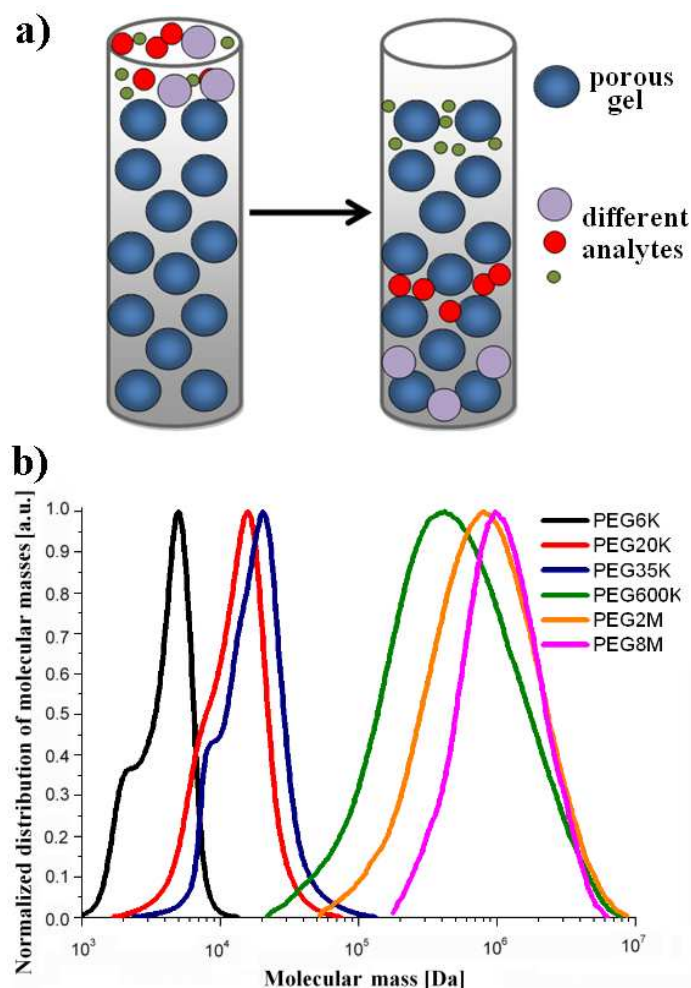 a)
porous
gel
different
analytes
b)
Normalized distribution of molecular masses [a.u.]
1.0
0.9
0.8
0.7
0.6
0.5
0.4
0.3
0.2
0.1
0.0
PEG6K
PEG20K
PEG35K
PEG600K
PEG2M
PEG8M
10³ 10⁴ 10⁵ 10⁶ 10⁷
Molecular mass [Da]